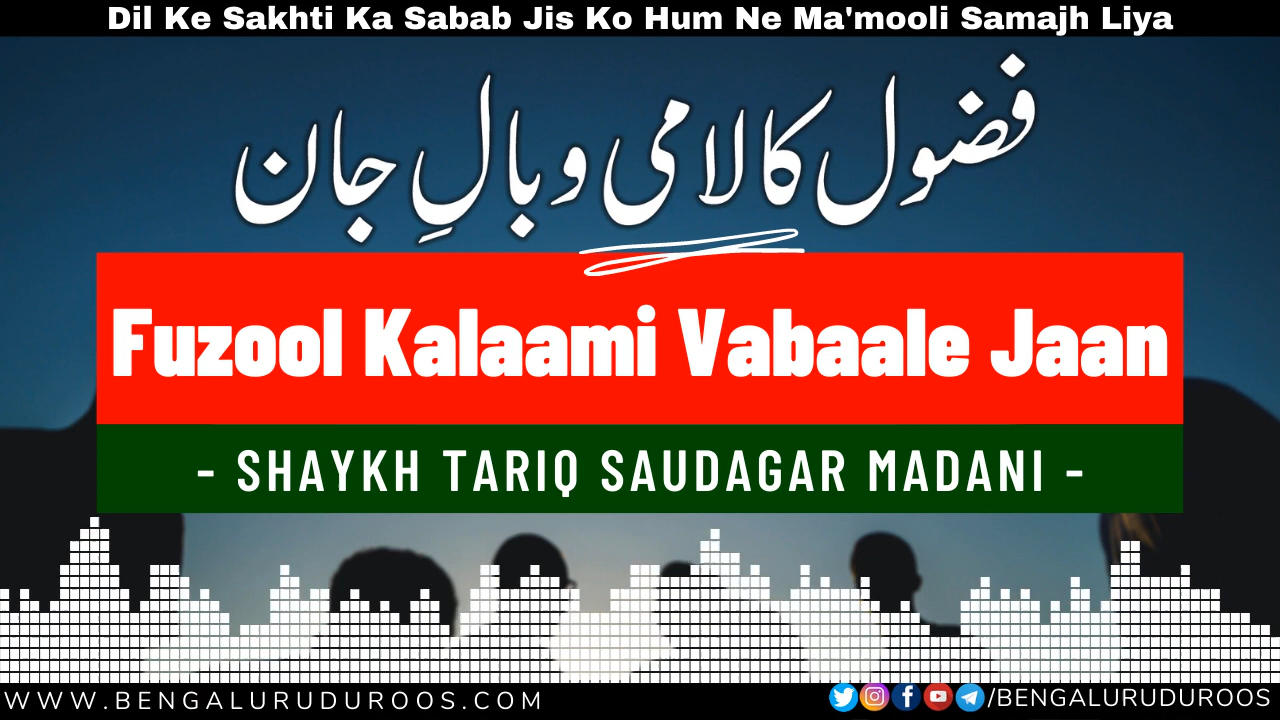 Dil Ke Sakhti Ka Sabab Jis Ko Hum Ne Ma'mooli Samajh Liya
فضول کلامی وبالِ جان
Fuzool Kalaami Vabaale Jaan
- SHAYKH TARIQ SAUDAGAR MADANI -
WWW.BENGALURUDUROOS.COM
/BENGALURUDUROOS